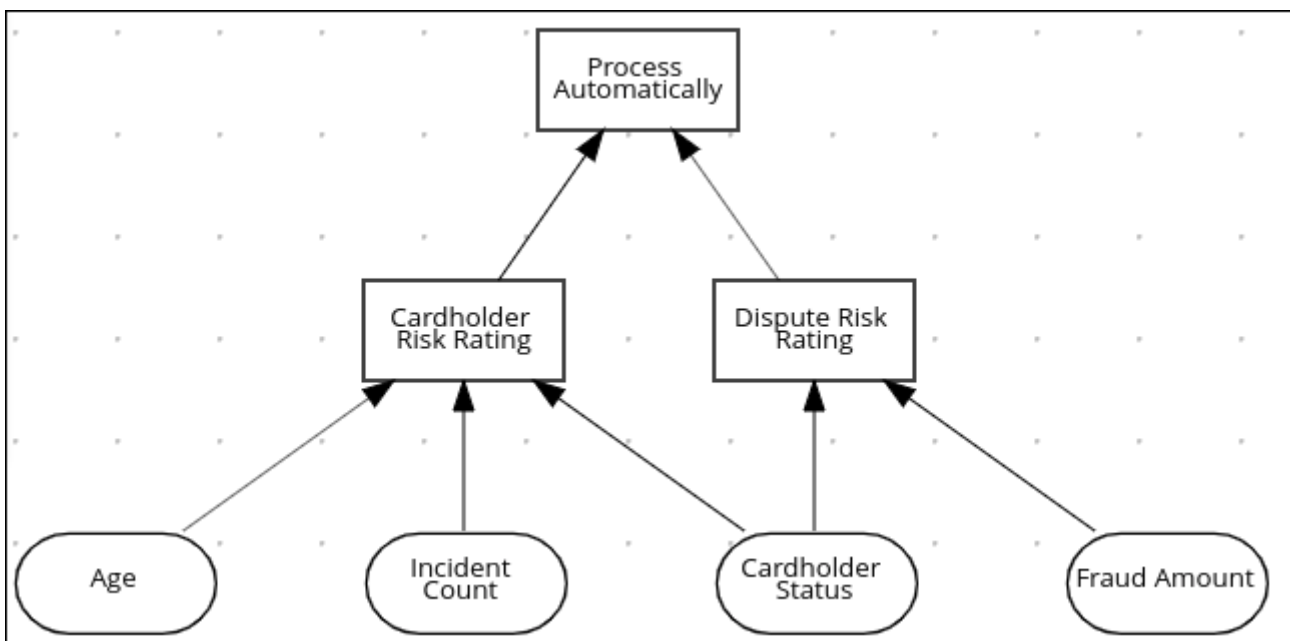 Process
Automatically
Cardholder
Risk Rating
Dispute Risk
Rating
Age
Incident
Count
Cardholder
Status
Fraud Amount